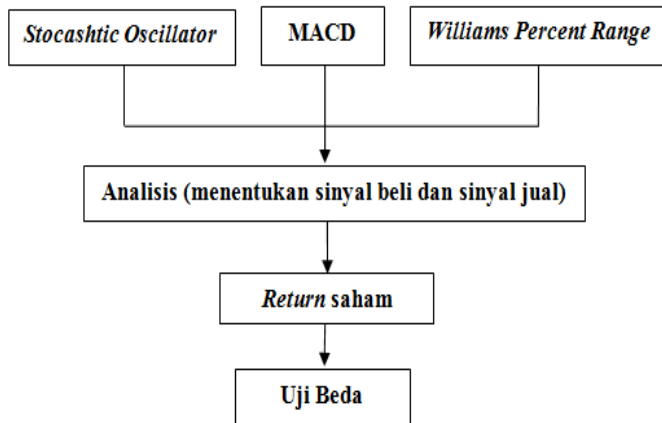 Stocashtic Oscillator
MACD
Williams Percent Range
Analisis (menentukan sinyal beli dan sinyal jual)
Return saham
Uji Beda